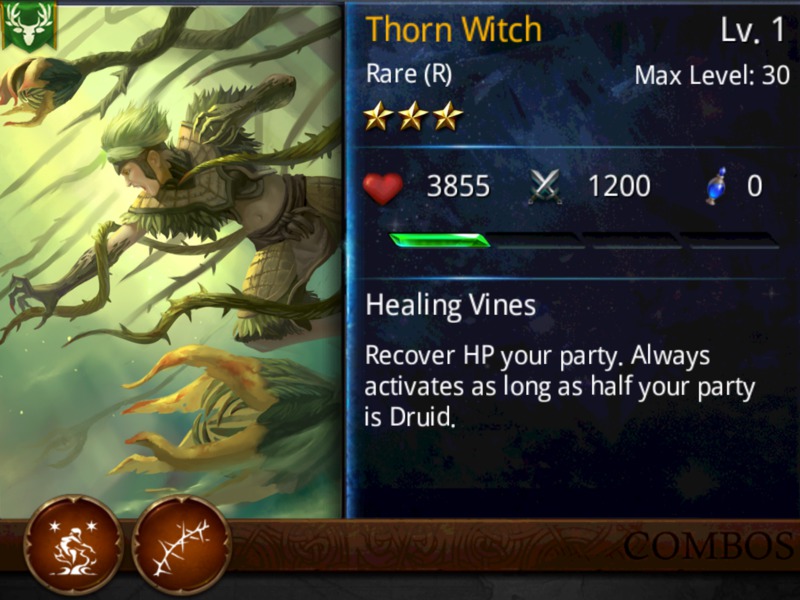 Thorn Witch
Lv. 1
Rare (R)
Max Level: 30
3855
1200
0
Healing Vines
Recover HP your party. Always
activates as long as half your party
is Druid.
COMBOS